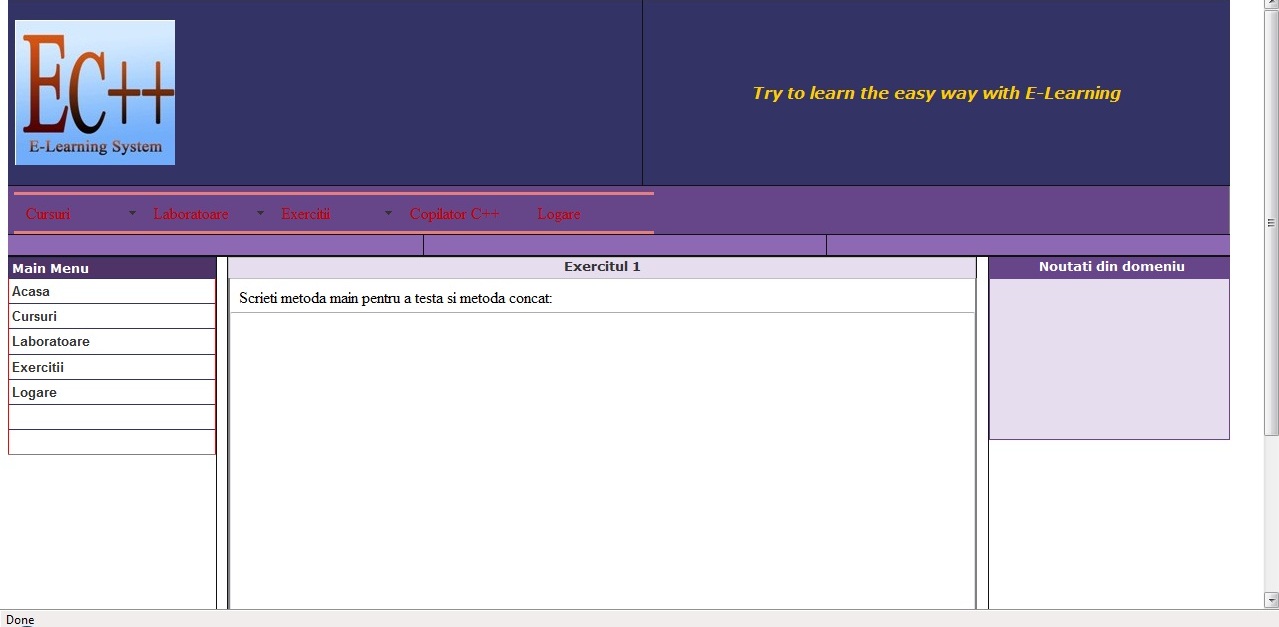 EC++
E-Learning System
Try to learn the easy way with E-Learning
Cursuri Laboratoare Exercitii Copilator C++ Logare
Main Menu
Acasa
Cursuri
Laboratoare
Exercitii
Logare
Exercitul 1
Scrieti metoda main pentru a testa si metoda concat:
Noutati din domeniu
Done